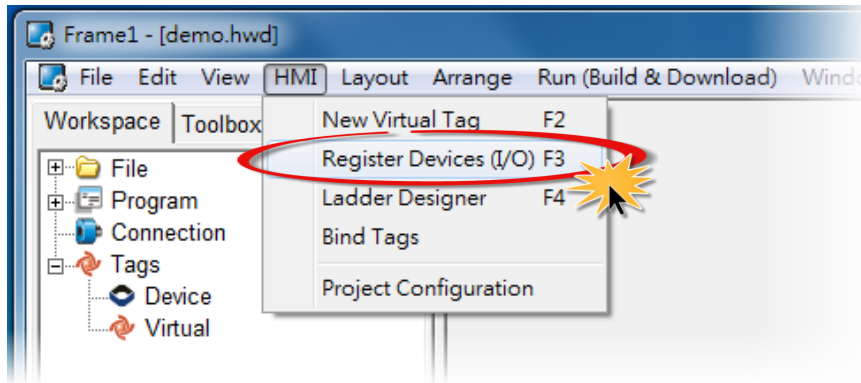 Frame1 - [demo.hwd]
File Edit View HMI Layout Arrange Run (Build & Download)
Workspace Toolbox
New Virtual Tag F2
Register Devices (I/O) F3
Ladder Designer F4
Bind Tags
Project Configuration
File
Program
Connection
Tags
Device
Virtual